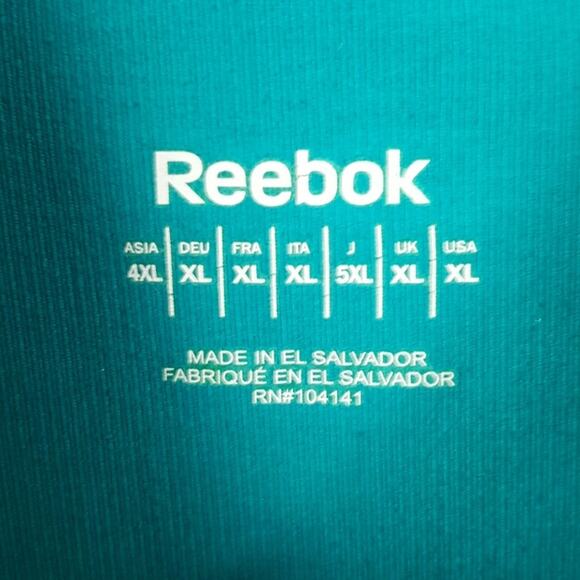 Reebok
ASIA DEU FRA ITA J UK USA
4XL XL XL XL 5XL XL XL
MADE IN EL SALVADOR
FABRIQUÉ EN EL SALVADOR
RN#104141